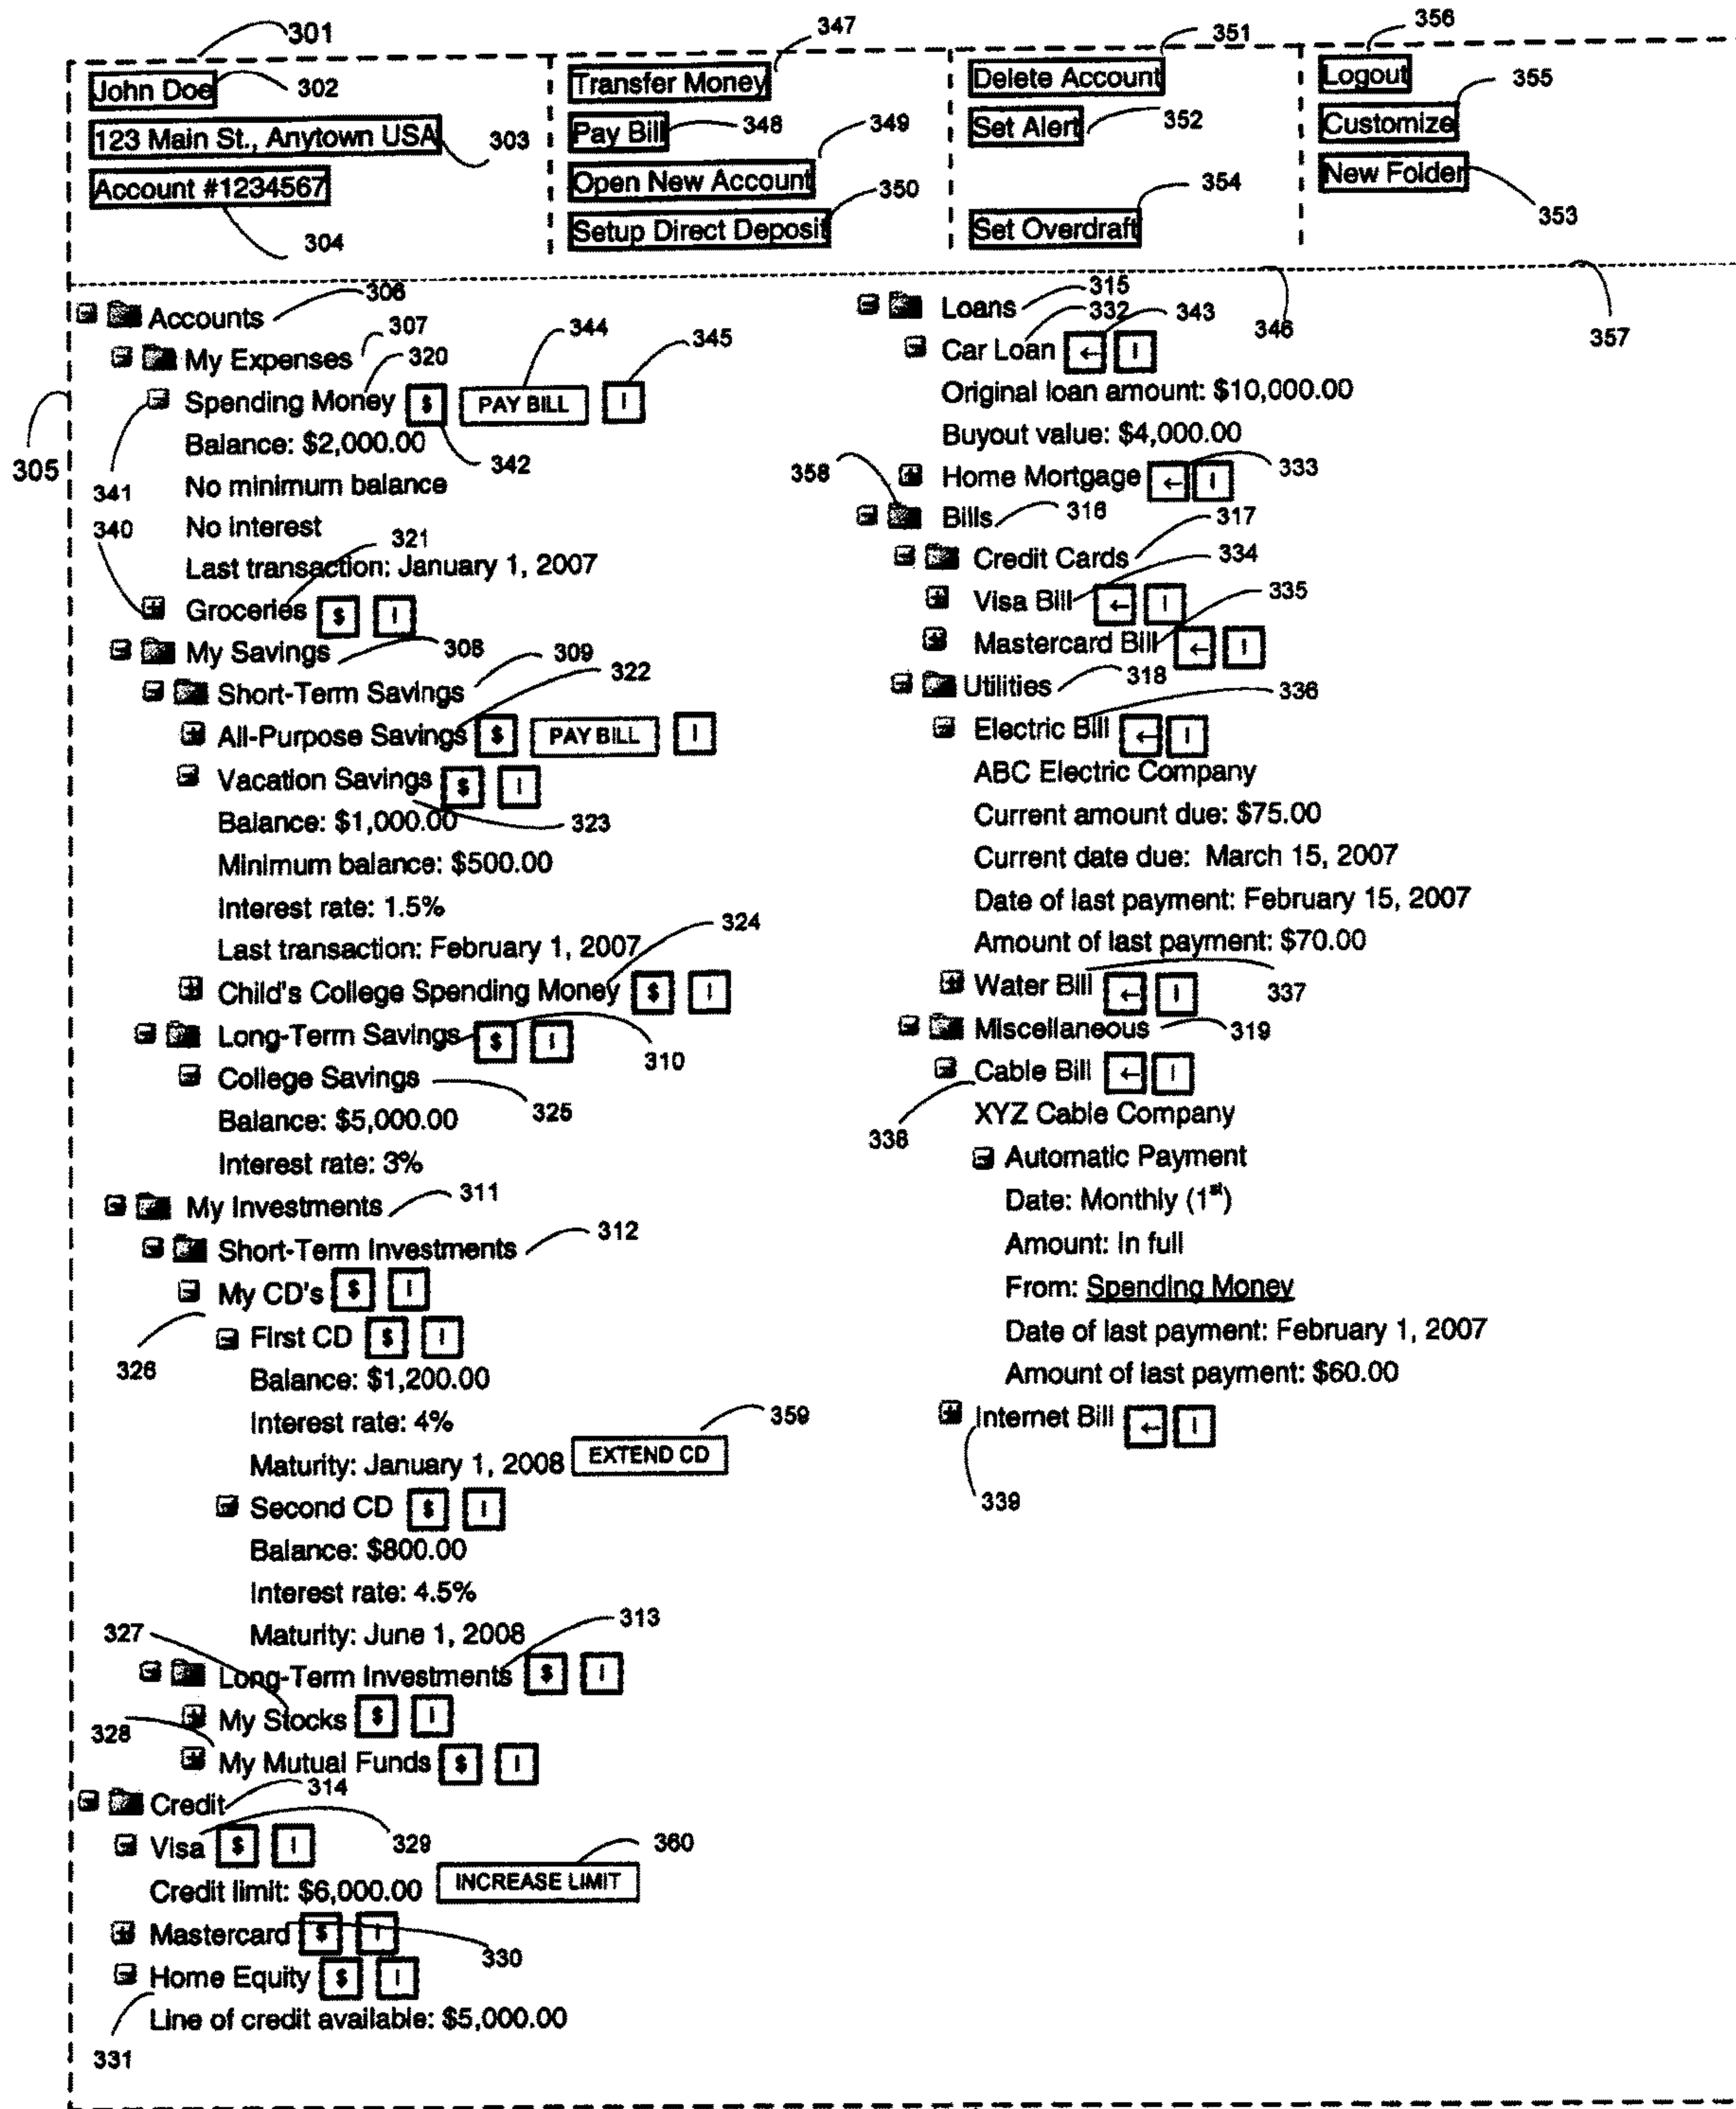 301
John Doe 302
123 Main St., Anytown USA 303
Account #1234567
304
347
Transfer Money
Pay Bill 348
349
Open New Account
350
Setup Direct Deposit
351
Delete Account
Set Alert 352
354
Set Overdraft
356
Logout 355
Customize
New Folder
353
346
357
305
Accounts 306
My Expenses 307
320 344 345
Spending Money $ PAY BILL I
341 Balance: $2,000.00 342
No minimum balance
340 No interest
321
Last transaction: January 1, 2007
Groceries $ I
My Savings 308
Short-Term Savings 309
322
All-Purpose Savings $ PAY BILL I
Vacation Savings $ I
Balance: $1,000.00 323
Minimum balance: $500.00
Interest rate: 1.5%
324
Last transaction: February 1, 2007
Child's College Spending Money $ I
Long-Term Savings $ I 310
College Savings 325
Balance: $5,000.00
Interest rate: 3%
My Investments 311
Short-Term Investments 312
My CD's $ I
326
First CD $ I
Balance: $1,200.00
Interest rate: 4%
359
Maturity: January 1, 2008 EXTEND CD
Second CD $ I
Balance: $800.00
Interest rate: 4.5%
327 313
Maturity: June 1, 2008
Long-Term Investments $ I
My Stocks $ I
328
My Mutual Funds $ I
Credit 314
Visa $ I 329 360
Credit limit: $6,000.00 INCREASE LIMIT
Mastercard $ I 330
Home Equity $ I
Line of credit available: $5,000.00
331
Loans 315
332 343
Car Loan ← I
Original loan amount: $10,000.00
Buyout value: $4,000.00
358 Home Mortgage ← I 333
Bills 316
317
Credit Cards 334
Visa Bill ← I
335
Mastercard Bill ← I
Utilities 318
336
Electric Bill ← I
ABC Electric Company
Current amount due: $75.00
Current date due: March 15, 2007
Date of last payment: February 15, 2007
Amount of last payment: $70.00
Water Bill ← I 337
Miscellaneous 319
Cable Bill ← I
338
XYZ Cable Company
Automatic Payment
Date: Monthly (1st)
Amount: In full
From: Spending Money
Date of last payment: February 1, 2007
Amount of last payment: $60.00
Internet Bill ← I
339